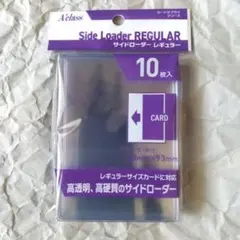 A'class
Side Loader REGULAR
サイドローダー レギュラー
10枚入
CARD
レギュラーサイズカードに対応
高透明、高硬質のサイドローダー